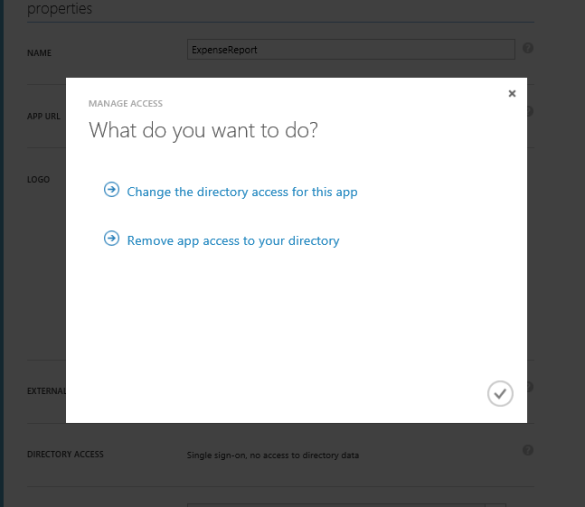 properties
NAME
ExpenseReport
MANAGE ACCESS
What do you want to do?
APP URL
LOGO
Change the directory access for this app
Remove app access to your directory
EXTERNAL
DIRECTORY ACCESS
Single sign-on, no access to directory data